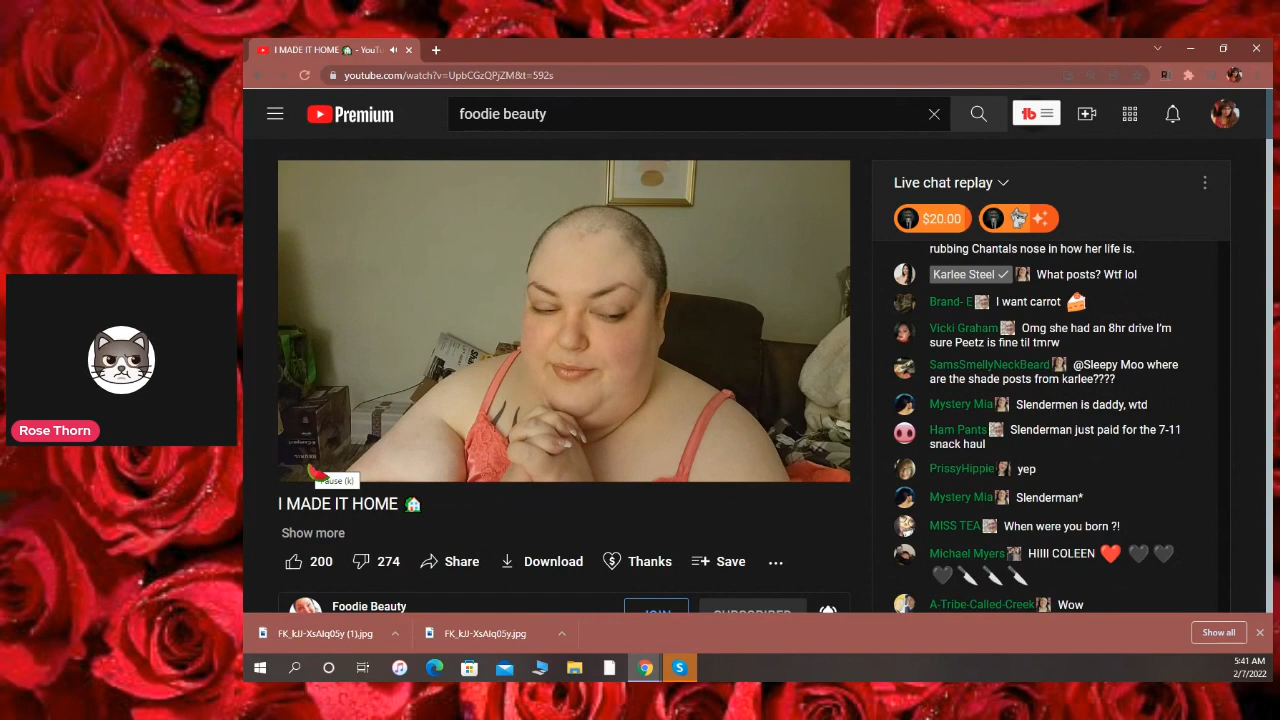 I MADE IT HOME 🏠 - YouTu
youtube.com/watch?v=UpbCGzQPjZM&t=592s
Premium
foodie beauty
Live chat replay
$20.00
rubbing Chantals nose in how her life is.
Karlee Steel What posts? Wtf lol
Brand- E I want carrot 🍰
Vicki Graham Omg she had an 8hr drive I'm
sure Peetz is fine til tmrw
SamsSmellyNeckBeard @Sleepy Moo where
are the shade posts from karlee????
Mystery Mia Slendermen is daddy, wtd
Ham Pants Slenderman just paid for the 7-11
snack haul
PrissyHippie yep
Mystery Mia Slenderman*
MISS TEA When were you born ?!
Michael Myers HIIII COLEEN ❤️ 🖤 🖤
🖤 🔪 🔪 🔪
A-Tribe-Called-Creek Wow
Rose Thorn
Pause (k)
I MADE IT HOME 🏠
Show more
200 274 Share Download Thanks Save
Foodie Beauty
JOIN SUBSCRIBED
FK_kJJ-XsAIq05y (1).jpg
FK_kJJ-XsAIq05y.jpg
Show all
5:41 AM
2/7/2022